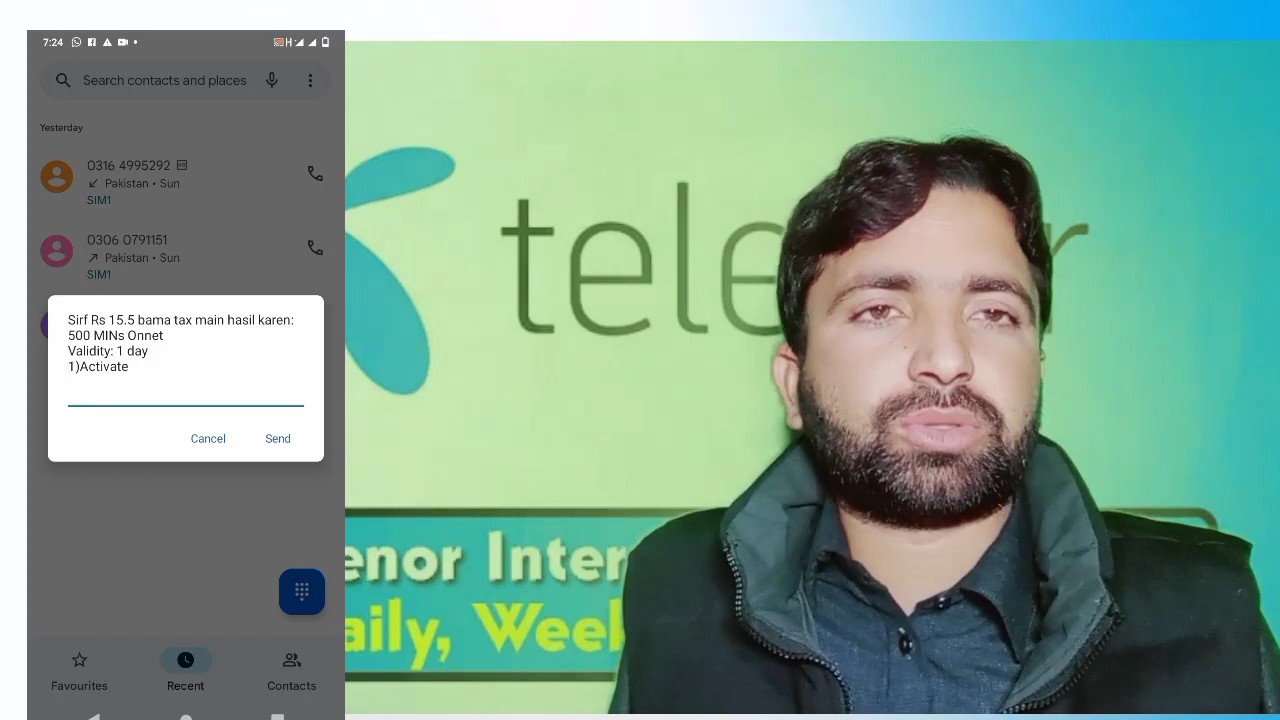 7:24
H
Search contacts and places
Yesterday
0316 4995292
Pakistan • Sun
SIM1
0306 0791151
Pakistan • Sun
SIM1
Sirf Rs 15.5 bama tax main hasil karen:
500 MINs Onnet
Validity: 1 day
1)Activate
Cancel
Send
Favourites
Recent
Contacts
tele r
enor Inter
aily, Week